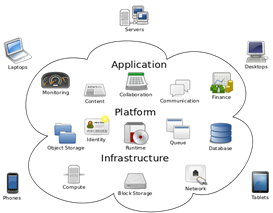 Servers
Application
Laptops
Desktops
Monitoring
Content
Collaboration
Communication
Finance
Platform
Identity
Object Storage
Runtime
Queue
Database
Infrastructure
Compute
Block Storage
Network
Phones
Tablets